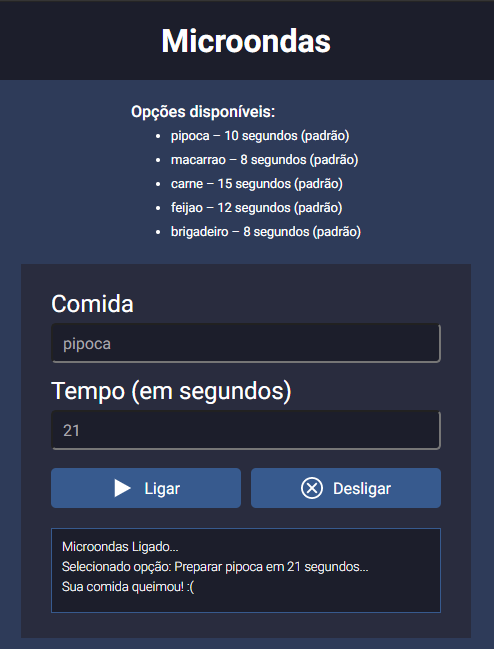 Microondas
Opções disponíveis:
• pipoca – 10 segundos (padrão)
• macarrao – 8 segundos (padrão)
• carne – 15 segundos (padrão)
• feijao – 12 segundos (padrão)
• brigadeiro – 8 segundos (padrão)
Comida
pipoca
Tempo (em segundos)
21
Ligar
Desligar
Microondas Ligado...
Selecionado opção: Preparar pipoca em 21 segundos...
Sua comida queimou! :(